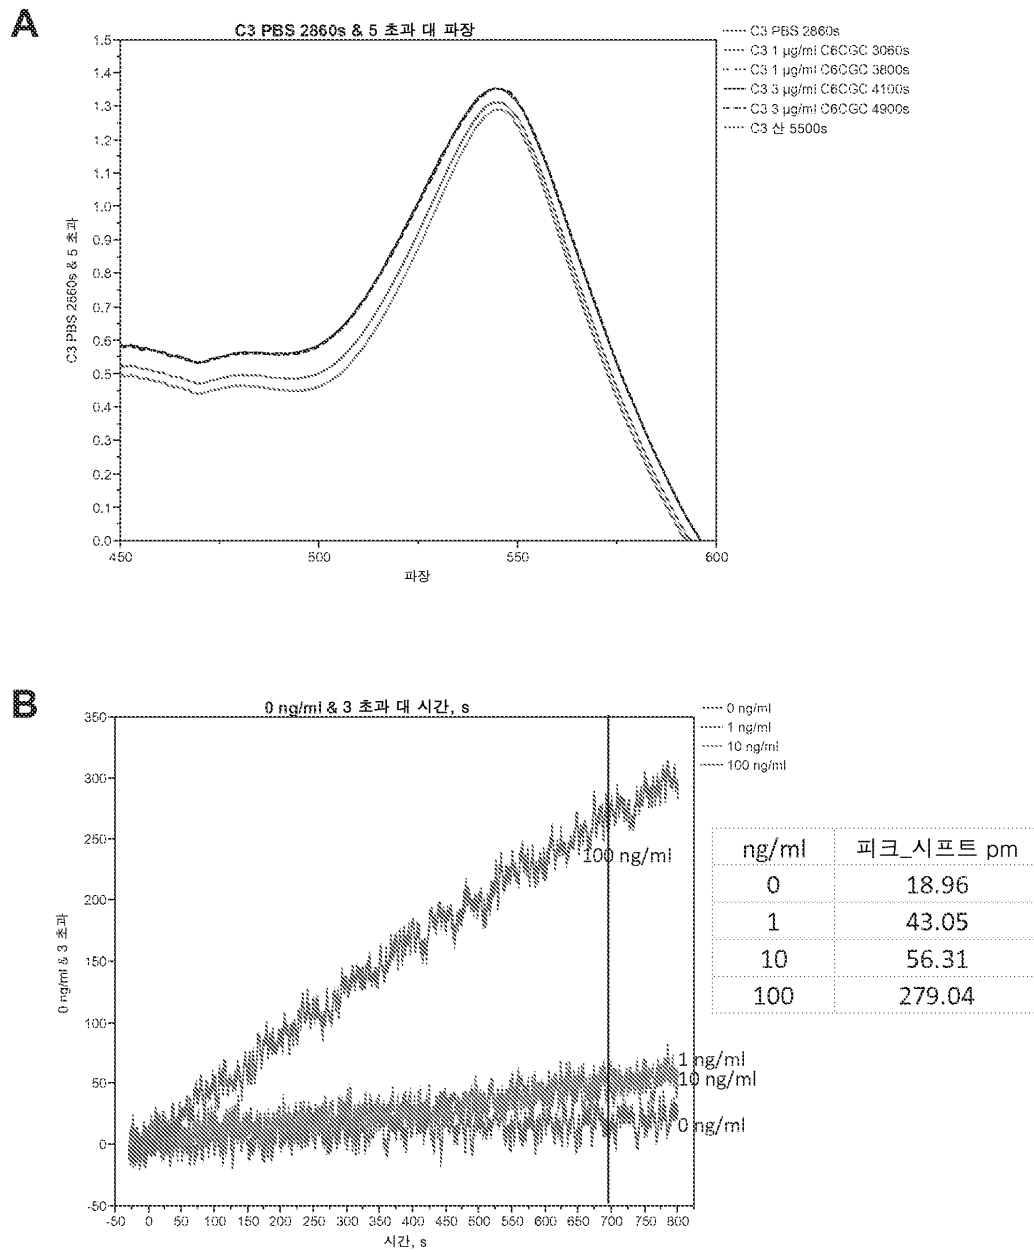 A
C3 PBS 2860s & 5 초과 대 파장
C3 PBS 2860s
C3 1 µg/ml C6CGC 3060s
C3 1 µg/ml C6CGC 3800s
C3 3 µg/ml C6CGC 4100s
C3 3 µg/ml C6CGC 4900s
C3 산 5500s
C3 PBS 2860s & 5 초과
1.5
1.4
1.3
1.2
1.1
1.0
0.9
0.8
0.7
0.6
0.5
0.4
0.3
0.2
0.1
0.0
450 500 550 600
파장
B
0 ng/ml & 3 초과 대 시간, s
0 ng/ml
1 ng/ml
10 ng/ml
100 ng/ml
0 ng/ml & 3 초과
350
300
250
200
150
100
50
0
-50
100 ng/ml
1 ng/ml
10 ng/ml
0 ng/ml
-50 0 50 100 150 200 250 300 350 400 450 500 550 600 650 700 750 800
시간, s
ng/ml 피크_시프트 pm
0 18.96
1 43.05
10 56.31
100 279.04